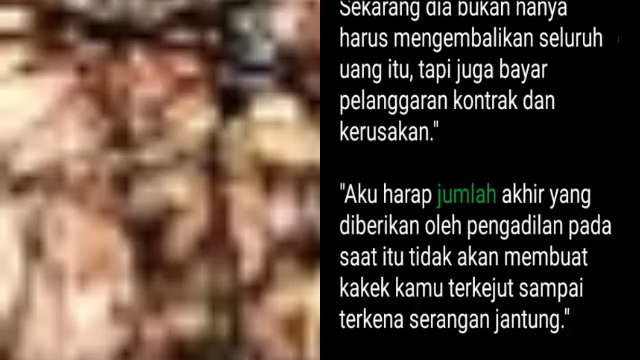 Sekarang dia bukan hanya
harus mengembalikan seluruh
uang itu, tapi juga bayar
pelanggaran kontrak dan
kerusakan."
"Aku harap jumlah akhir yang
diberikan oleh pengadilan pada
saat itu tidak akan membuat
kakek kamu terkejut sampai
terkena serangan jantung."